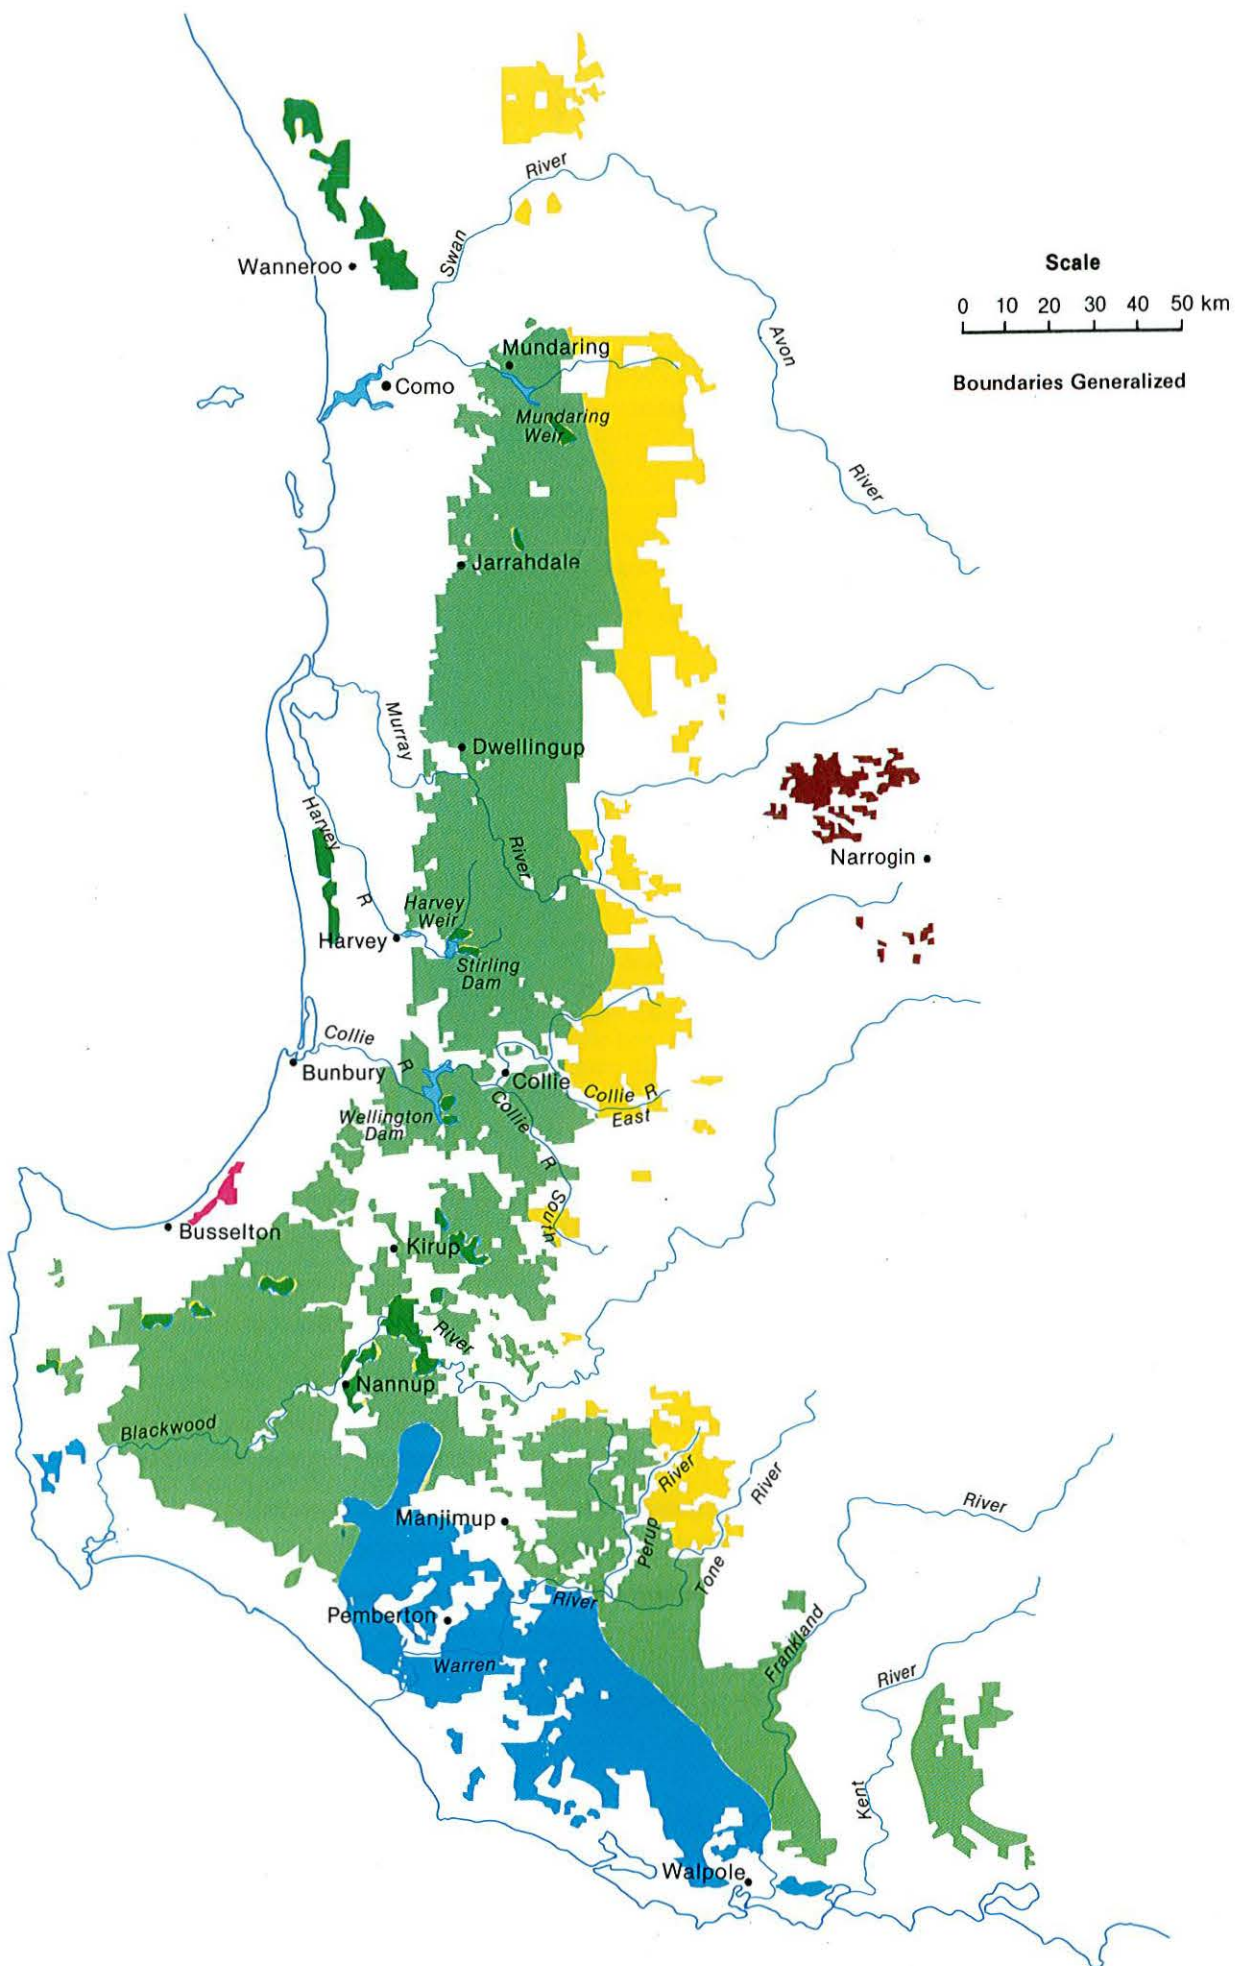 River
Swan
Wanneroo
Scale
0 10 20 30 40 50 km
Boundaries Generalized
Avon
River
Mundaring
Como
Mundaring
Weir
Jarrahdale
Murray
Dwellingup
Harvey
R
River
Narrogin
Harvey
Weir
Harvey
Stirling
Dam
Collie
R
Bunbury
Collie
Collie R
East
Collie
R
South
Wellington
Dam
Busselton
Kirup
River
Nannup
Blackwood
Manjimup
River
Perup
River
Tone
River
River
Pemberton
Warren
Frankland
River
Kent
Walpole